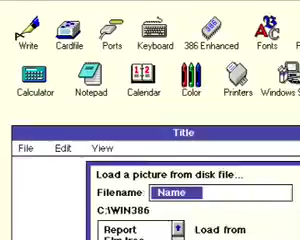 Write Cardfile Ports Keyboard 386 Enhanced Fonts
Calculator Notepad Calendar Color Printers Windows
Title
File Edit View
Load a picture from disk file...
Filename: Name
C:\WIN386
Report Load from